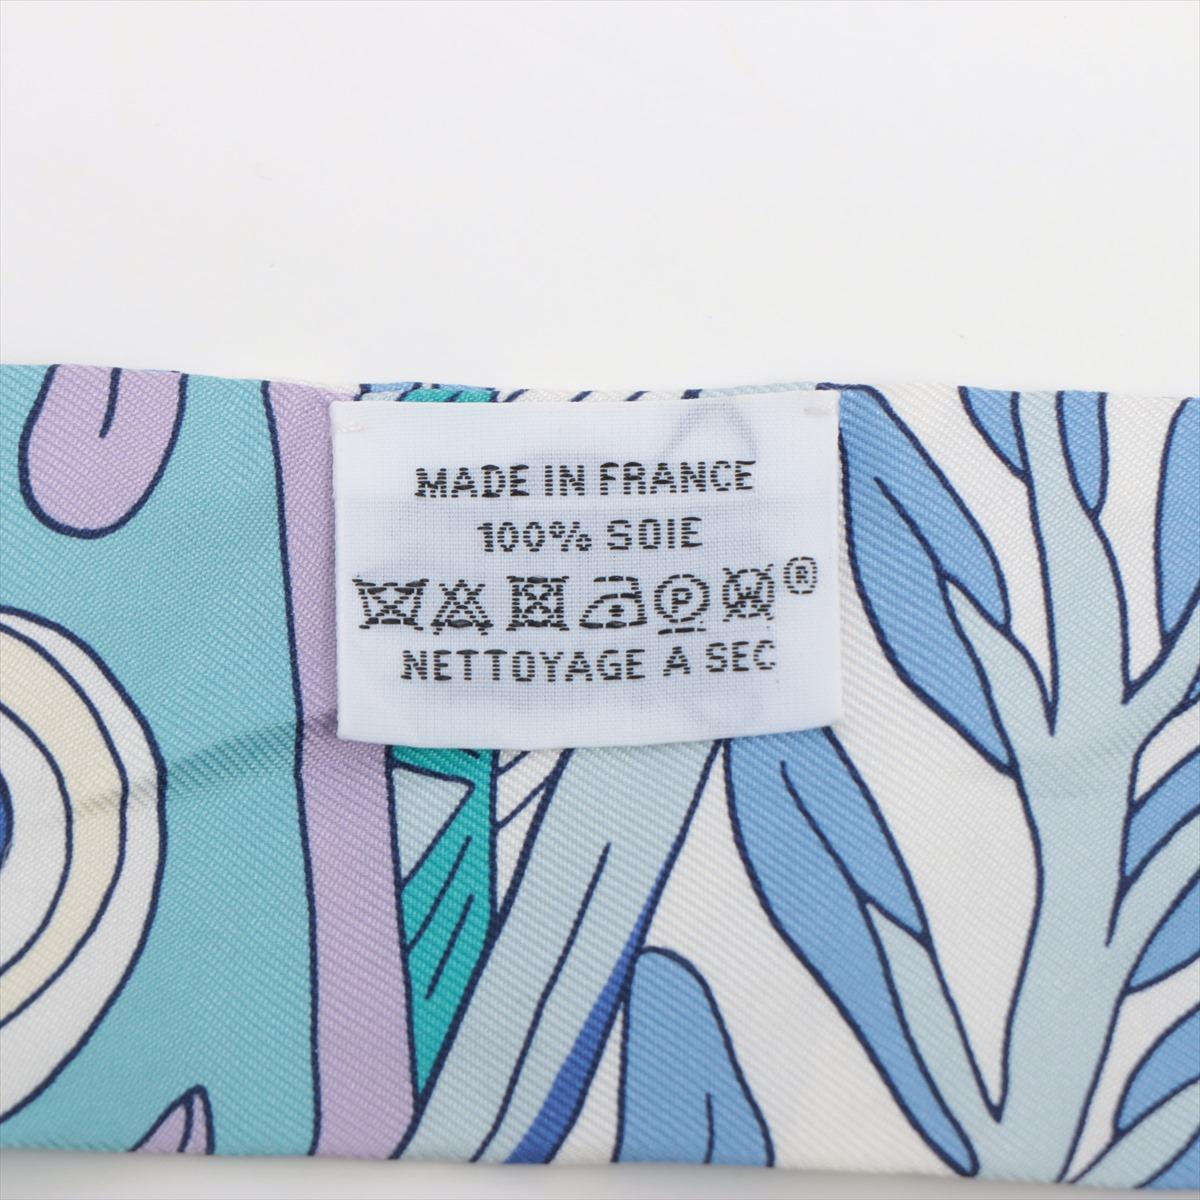 MADE IN FRANCE
100% SOIE
P W ®
NETTOYAGE A SEC